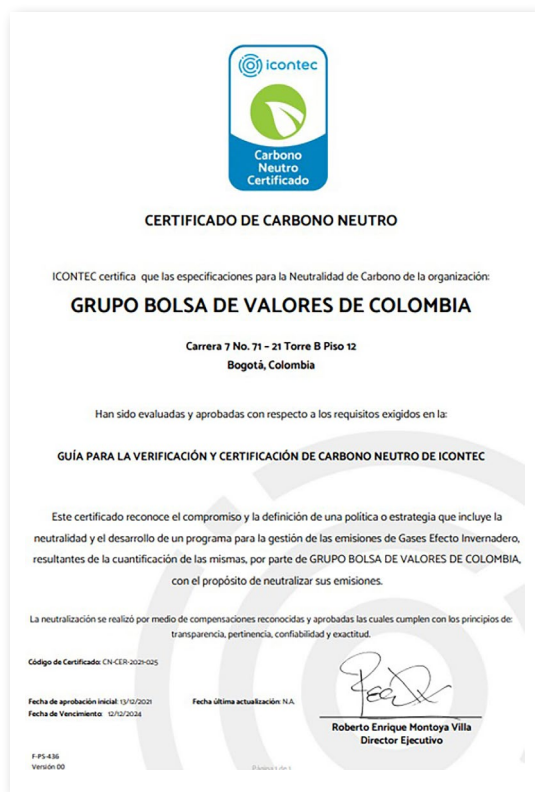 icontec
Carbono
Neutro
Certificado
CERTIFICADO DE CARBONO NEUTRO
ICONTEC certifica que las especificaciones para la Neutralidad de Carbono de la organización:
GRUPO BOLSA DE VALORES DE COLOMBIA
Carrera 7 No. 71 – 21 Torre B Piso 12
Bogotá, Colombia
Han sido evaluadas y aprobadas con respecto a los requisitos exigidos en la:
GUÍA PARA LA VERIFICACIÓN Y CERTIFICACIÓN DE CARBONO NEUTRO DE ICONTEC
Este certificado reconoce el compromiso y la definición de una política o estrategia que incluye la
neutralidad y el desarrollo de un programa para la gestión de las emisiones de Gases Efecto Invernadero,
resultantes de la cuantificación de las mismas, por parte de GRUPO BOLSA DE VALORES DE COLOMBIA,
con el propósito de neutralizar sus emisiones.
La neutralización se realizó por medio de compensaciones reconocidas y aprobadas las cuales cumplen con los principios de:
transparencia, pertinencia, confiabilidad y exactitud.
Código de Certificado: CN-CER-2021-025
Fecha de aprobación inicial: 13/12/2021 Fecha última actualización: N.A.
Fecha de Vencimiento: 12/12/2024
Roberto Enrique Montoya Villa
Director Ejecutivo
F-PS-436
Versión 00
Página 1 de 1